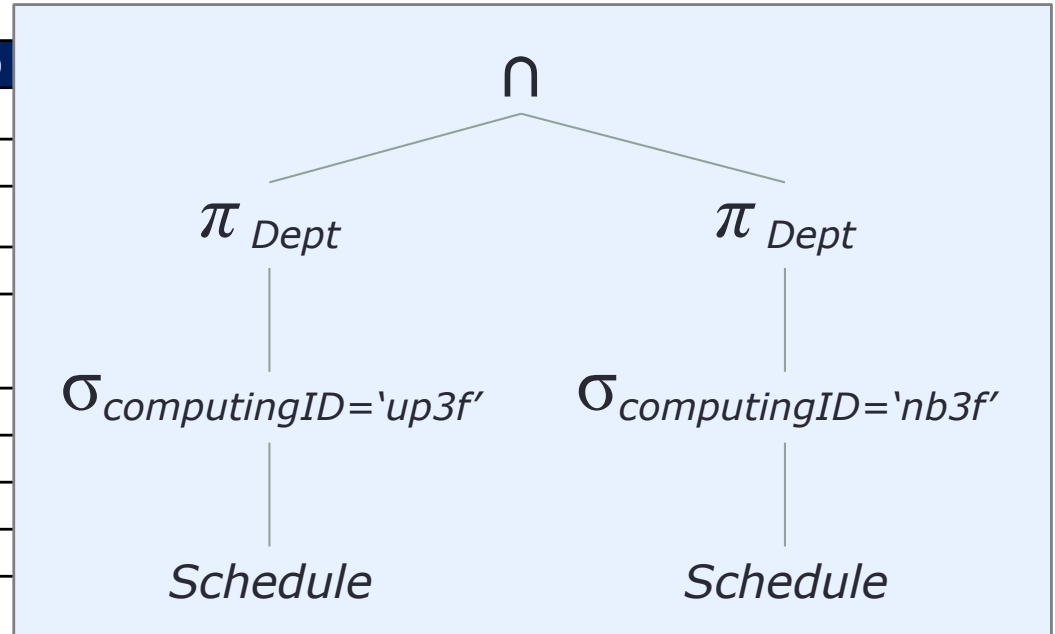 ∩
π Dept π Dept
σcomputingID=‘up3f’ σcomputingID=‘nb3f’
Schedule Schedule